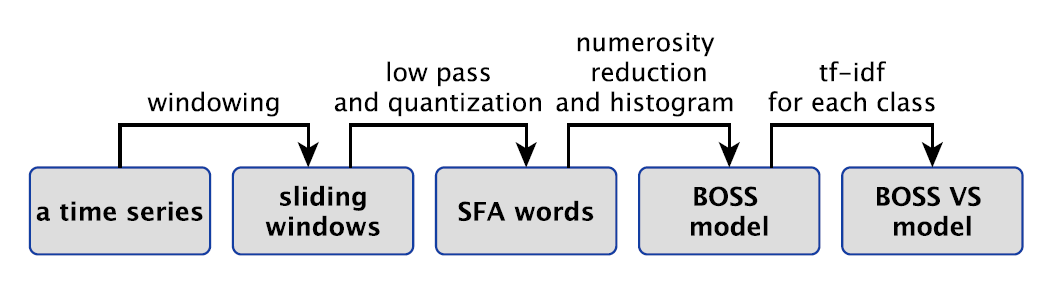 windowing
low pass
and quantization
numerosity
reduction
and histogram
tf-idf
for each class
a time series
sliding
windows
SFA words
BOSS
model
BOSS VS
model